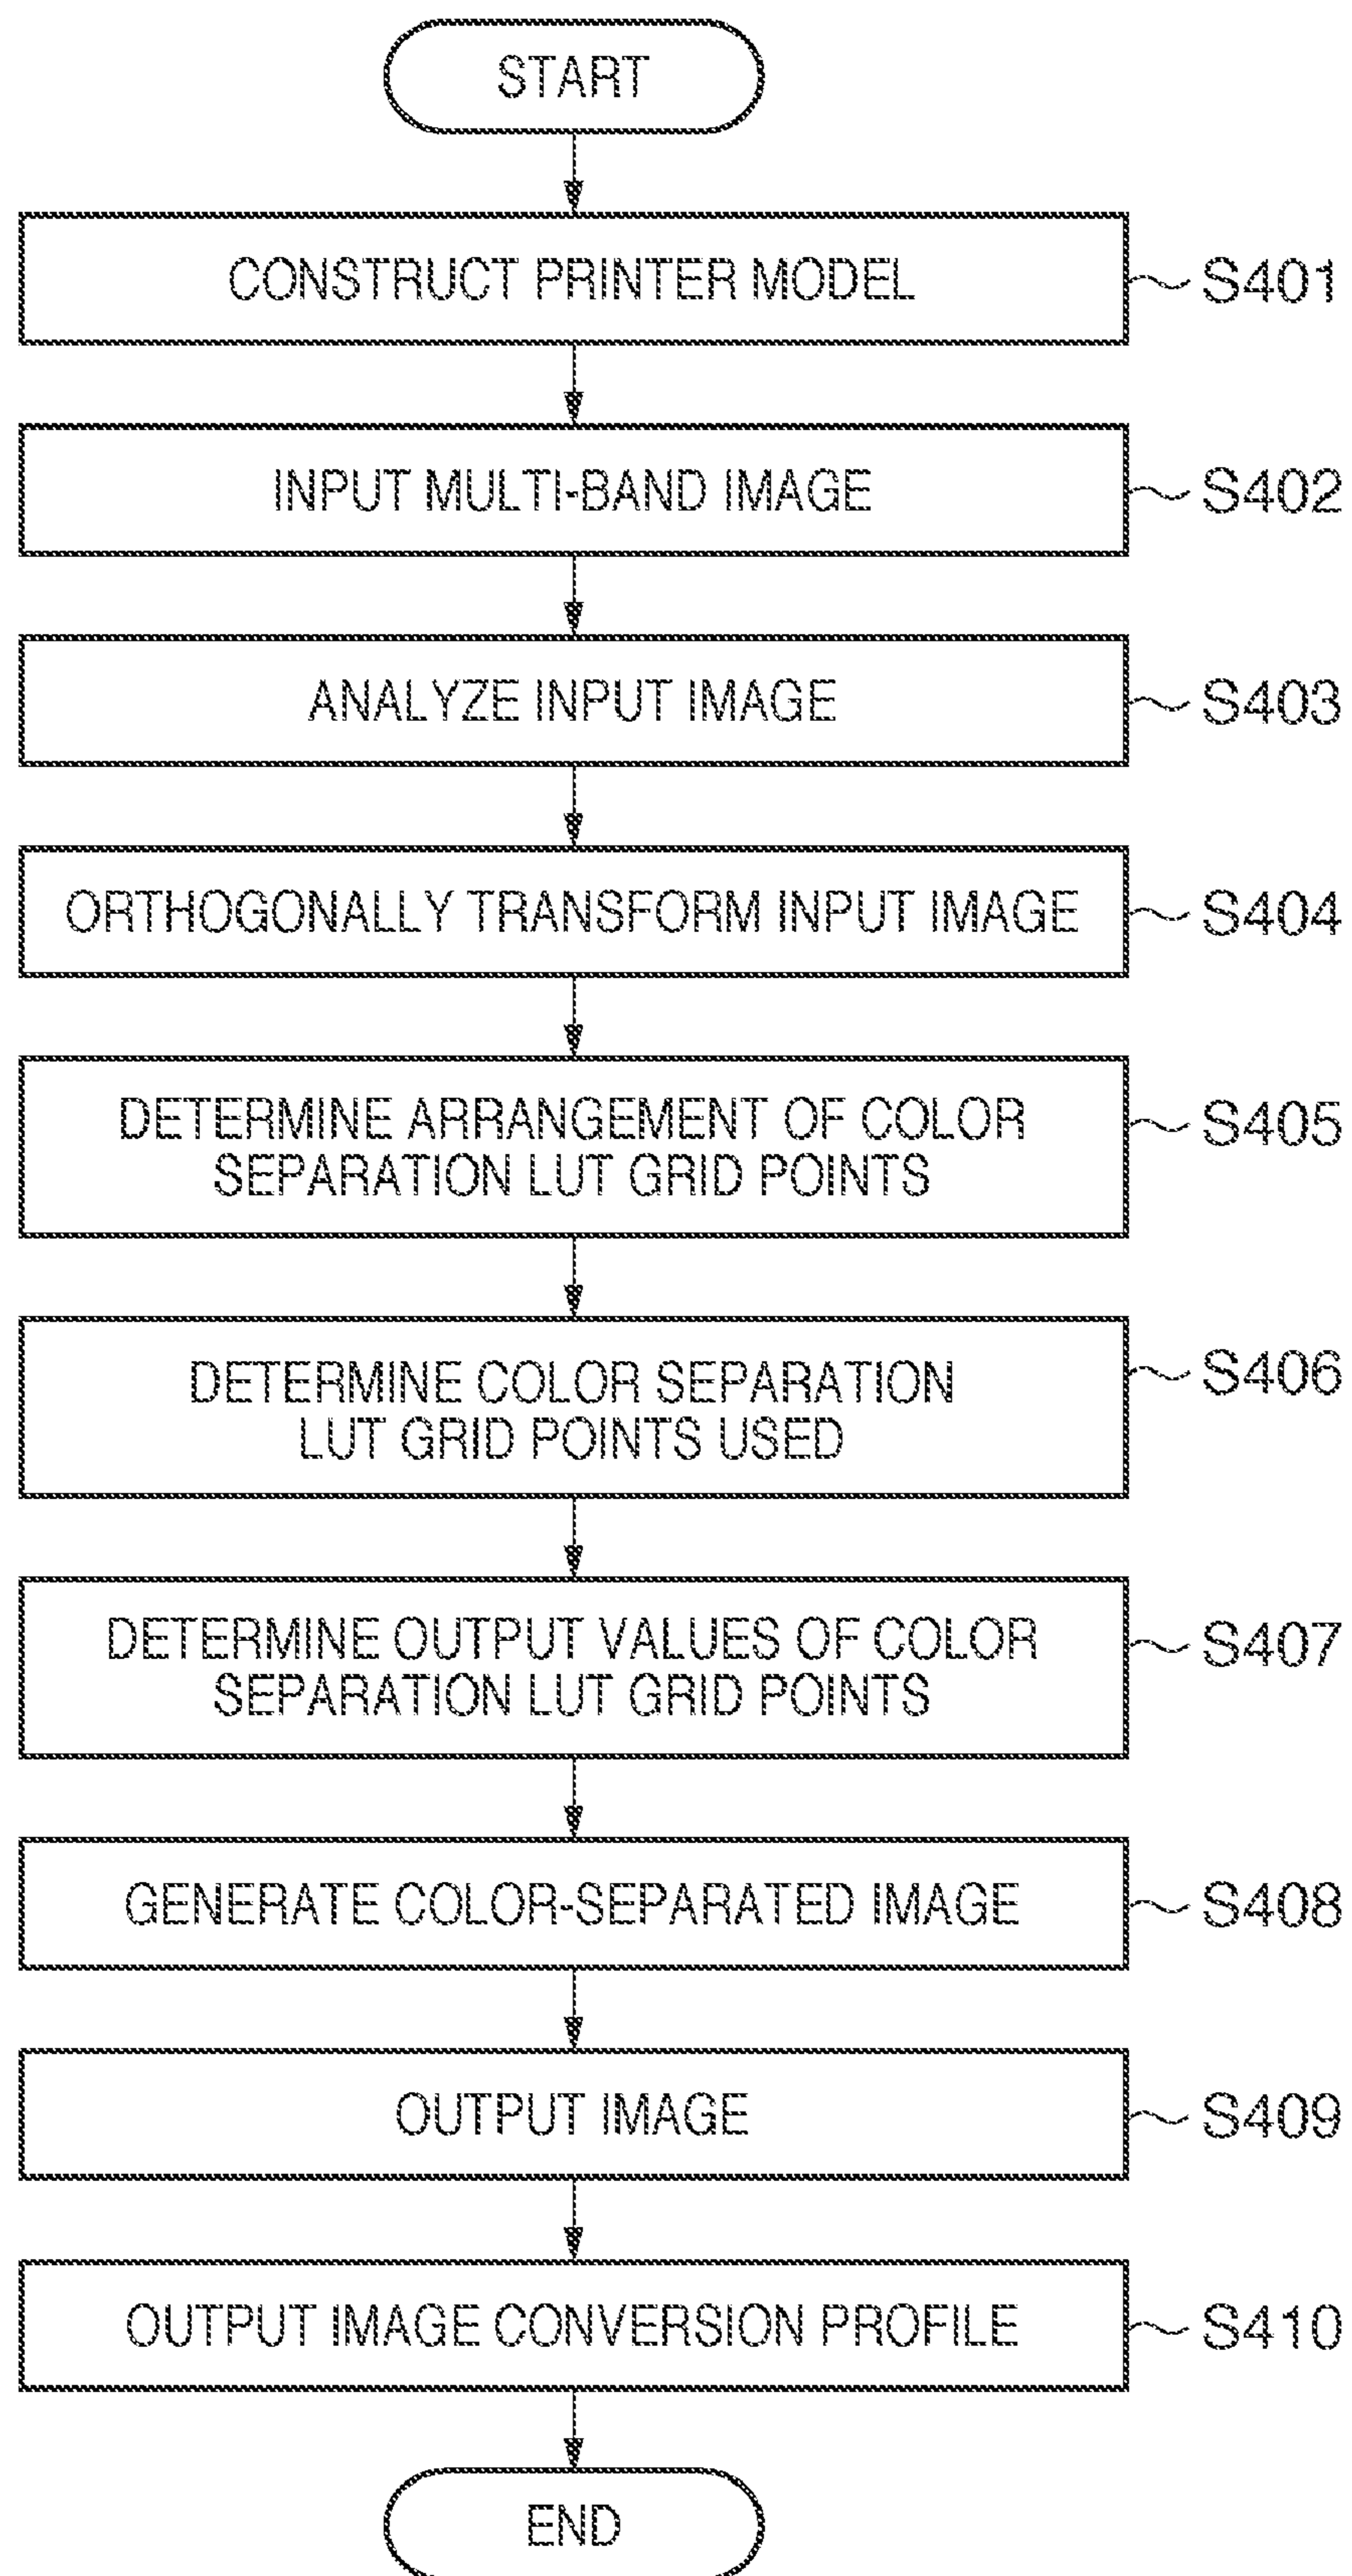 START
CONSTRUCT PRINTER MODEL
S401
INPUT MULTI-BAND IMAGE
S402
ANALYZE INPUT IMAGE
S403
ORTHOGONALLY TRANSFORM INPUT IMAGE
S404
DETERMINE ARRANGEMENT OF COLOR
SEPARATION LUT GRID POINTS
S405
DETERMINE COLOR SEPARATION
LUT GRID POINTS USED
S406
DETERMINE OUTPUT VALUES OF COLOR
SEPARATION LUT GRID POINTS
S407
GENERATE COLOR-SEPARATED IMAGE
S408
OUTPUT IMAGE
S409
OUTPUT IMAGE CONVERSION PROFILE
S410
END